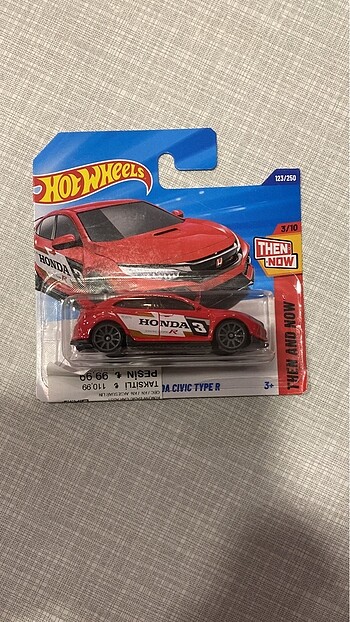 HOT WHEELS
123/250
3/10
THEN AND NOW
HONDA
HONDA
R
3
DA CIVIC TYPE R
3+
THEN AND NOW
TAKSİTLİ ₺ 110.99
PEŞİN ₺ 99.99